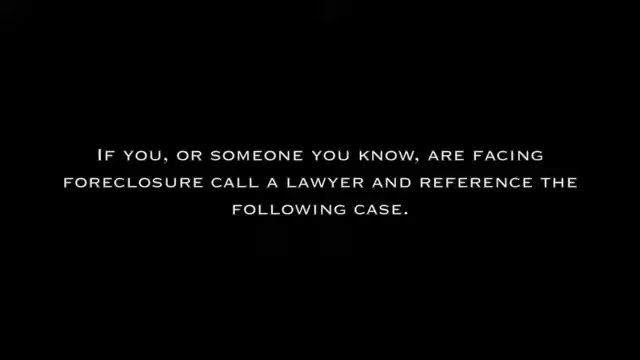 If you, or someone you know, are facing
foreclosure call a lawyer and reference the
following case.